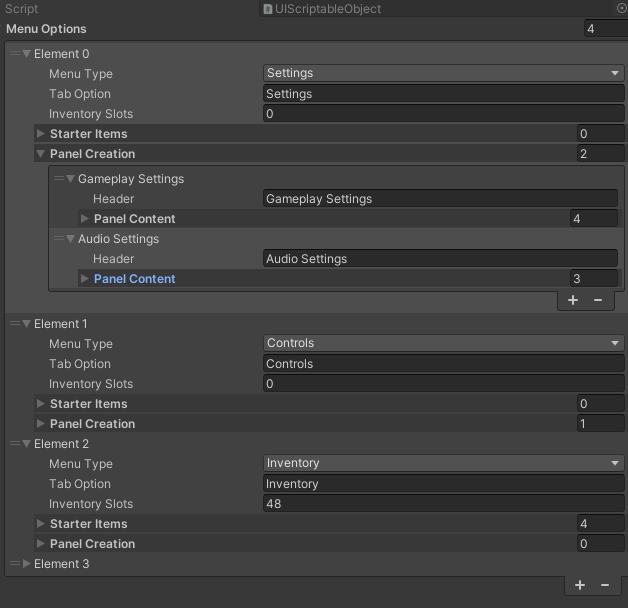 Script UIScriptableObject
Menu Options 4
Element 0
Menu Type Settings
Tab Option Settings
Inventory Slots 0
Starter Items 0
Panel Creation 2
Gameplay Settings
Header Gameplay Settings
Panel Content 4
Audio Settings
Header Audio Settings
Panel Content 3
+ −
Element 1
Menu Type Controls
Tab Option Controls
Inventory Slots 0
Starter Items 0
Panel Creation 1
Element 2
Menu Type Inventory
Tab Option Inventory
Inventory Slots 48
Starter Items 4
Panel Creation 0
Element 3
+ −